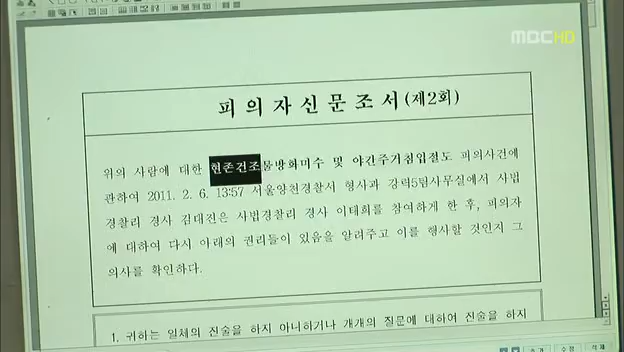 MBC HD
피 의 자 신 문 조 서 (제2회)
위의 사람에 대한 현존건조물방화미수 및 야간주거침입절도 피의사건에
관하여 2011. 2. 6. 13:57 서울양천경찰서 형사과 강력5팀사무실에서 사법
경찰리 경사 김대진은 사법경찰리 경사 이태희를 참여하게 한 후, 피의자
에 대하여 다시 아래의 권리들이 있음을 알려주고 이를 행사할 것인지 그
의사를 확인하다.
1. 귀하는 일체의 진술을 하지 아니하거나 개개의 질문에 대하여 진술을 하지
수정 삭제